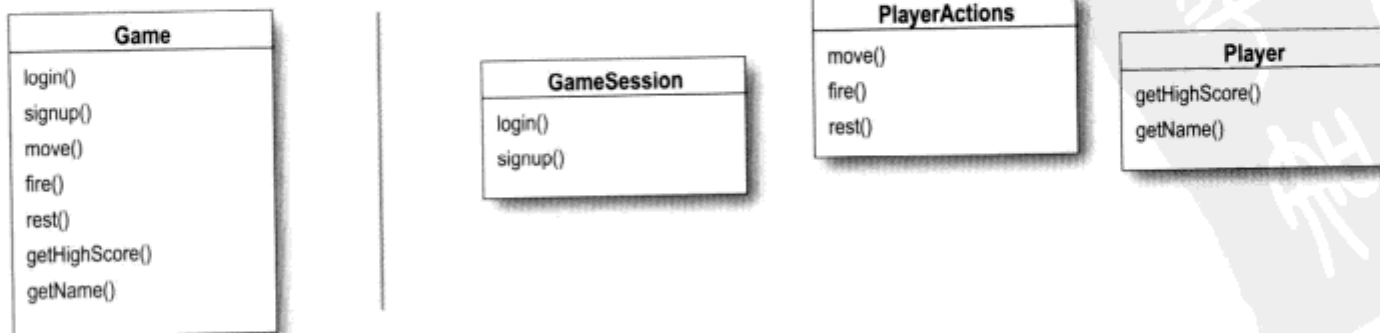 Game
login()
signup()
move()
fire()
rest()
getHighScore()
getName()
GameSession
login()
signup()
PlayerActions
move()
fire()
rest()
Player
getHighScore()
getName()